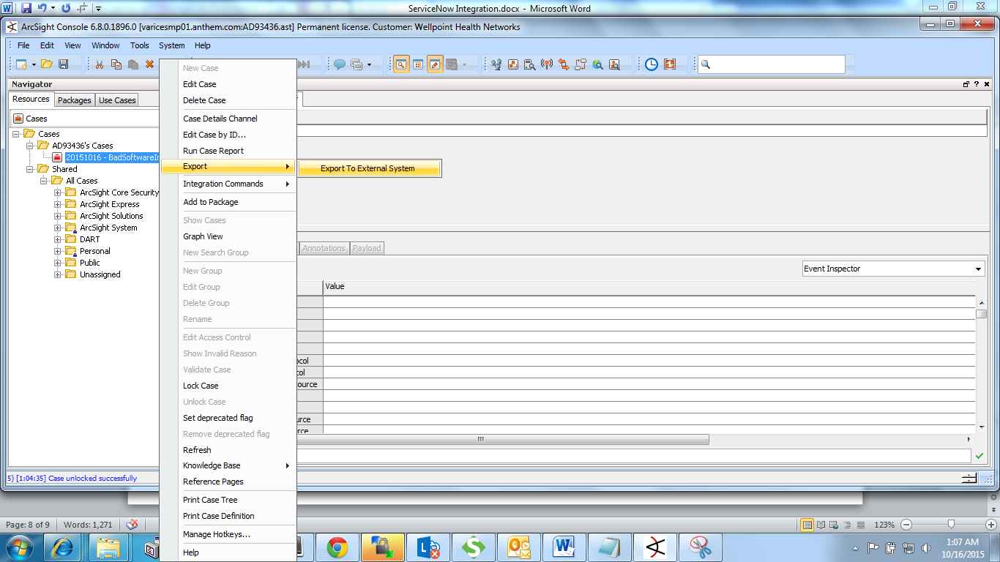 ServiceNow Integration.docx - Microsoft Word
ArcSight Console 6.8.0.1896.0 [varicesmp01.anthem.com:AD93436.ast] Permanent license. Customer: Wellpoint Health Networks
File Edit View Window Tools System Help
Navigator
Resources Packages Use Cases
Cases
Cases
AD93436's Cases
20151016 - BadSoftwareIn
Shared
All Cases
ArcSight Core Security
ArcSight Express
ArcSight Solutions
ArcSight System
DART
Personal
Public
Unassigned
New Case
Edit Case
Delete Case
Case Details Channel
Edit Case by ID...
Run Case Report
Export
Export To External System
Integration Commands
Add to Package
Show Cases
Graph View
New Search Group
New Group
Edit Group
Delete Group
Rename
Edit Access Control
Show Invalid Reason
Validate Case
Lock Case
Unlock Case
Set deprecated flag
Remove deprecated flag
Refresh
Knowledge Base
Reference Pages
Print Case Tree
Print Case Definition
Manage Hotkeys...
Help
Annotations Payload
Event Inspector
Value
ocol
col
ource
urce
rce
5) [1:04:35] Case unlocked successfully
Page: 8 of 9 Words: 1,271
123%
1:07 AM
10/16/2015